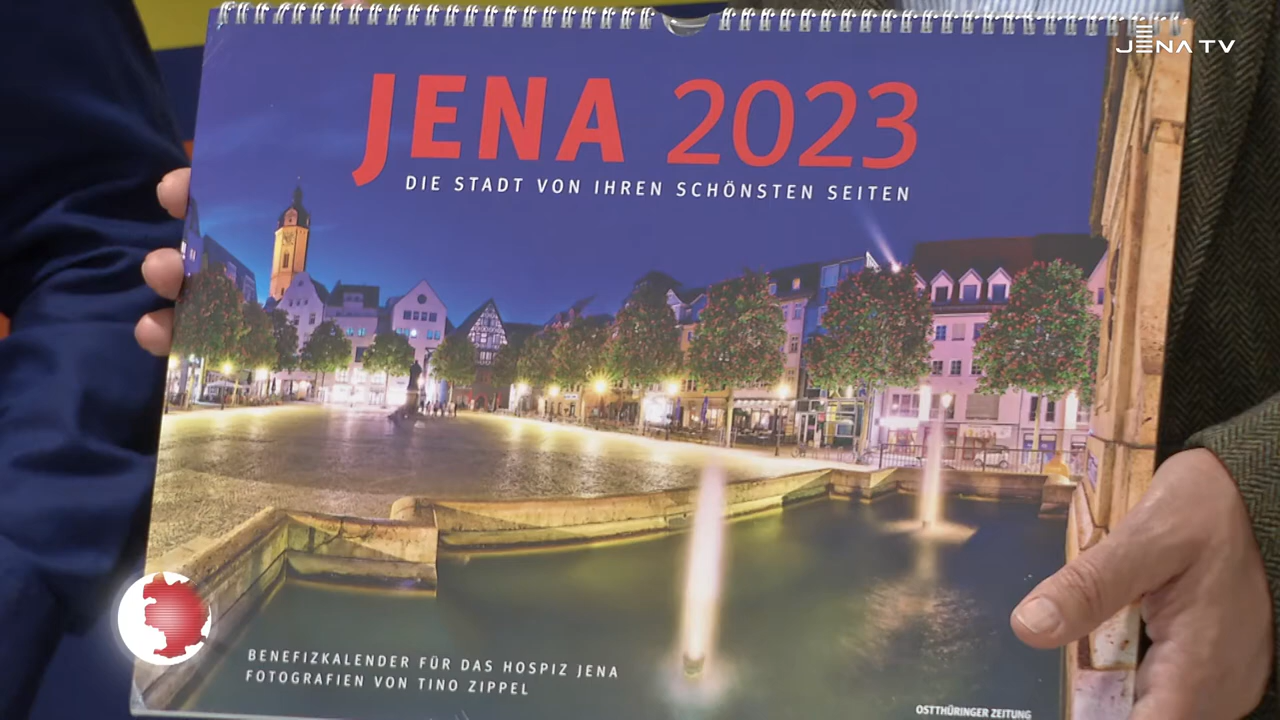 JENA TV
JENA 2023
DIE STADT VON IHREN SCHÖNSTEN SEITEN
BENEFIZKALENDER FÜR DAS HOSPIZ JENA
FOTOGRAFIEN VON TINO ZIPPEL
OSTTHÜRINGER ZEITUNG